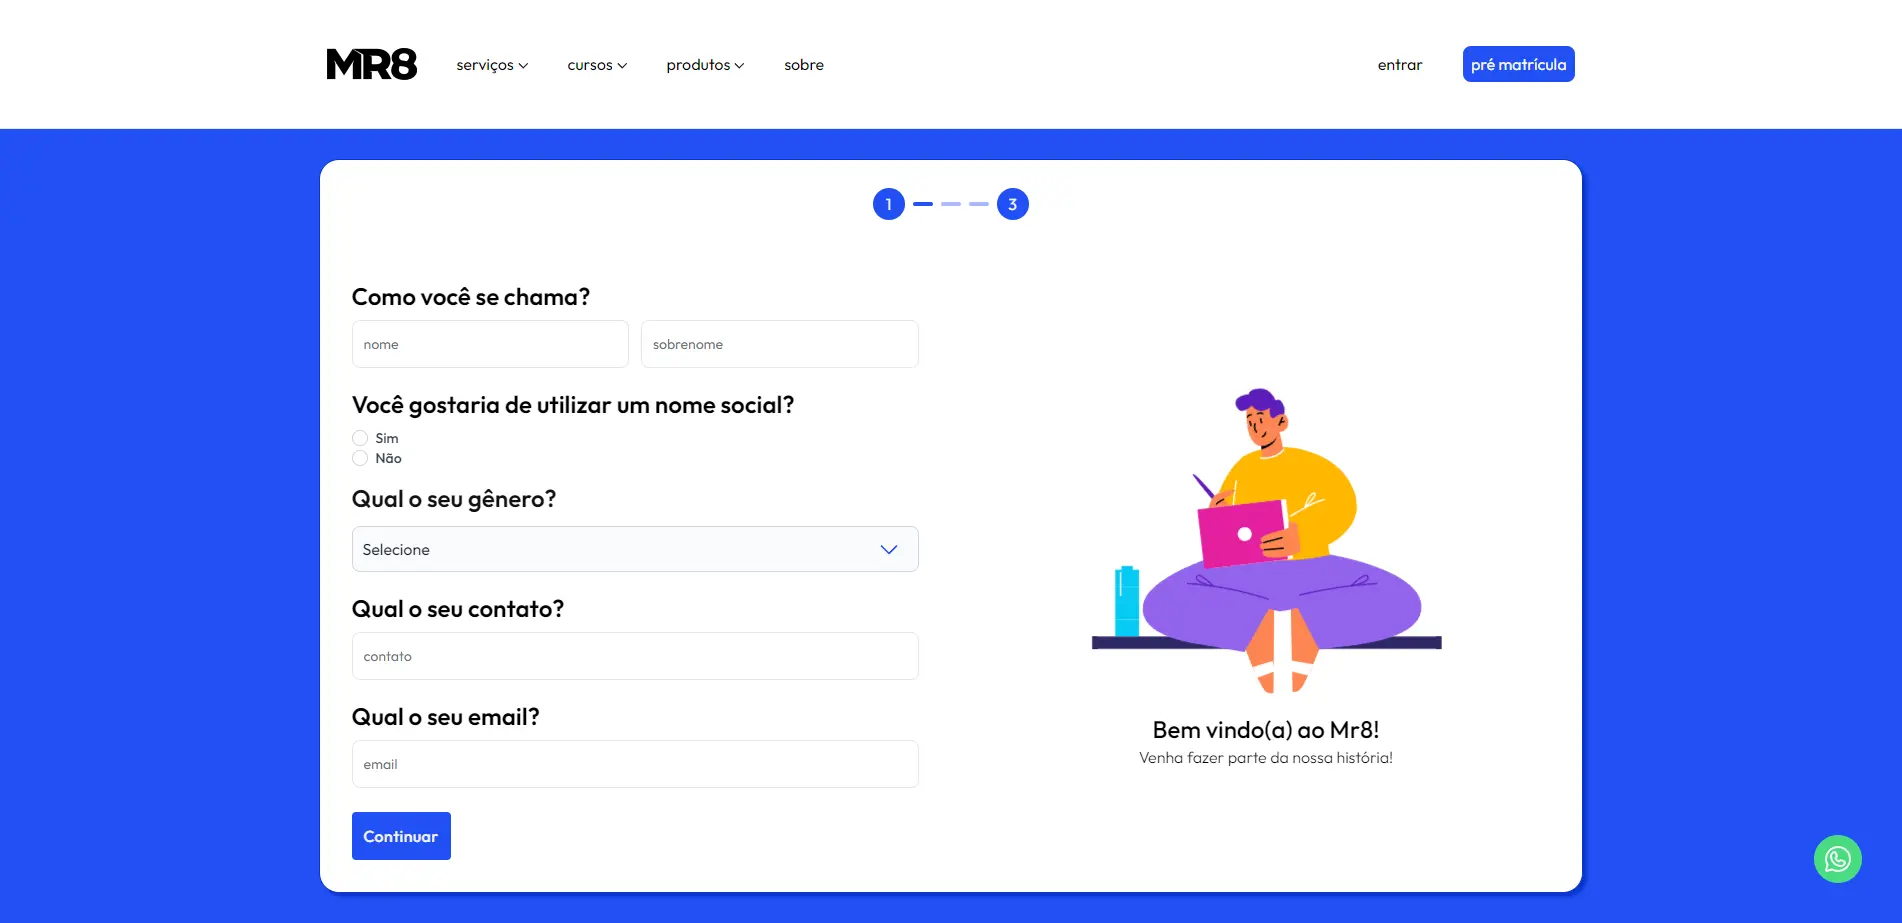 MR8 serviços cursos produtos sobre entrar pré matrícula
1 3
Como você se chama?
nome sobrenome
Você gostaria de utilizar um nome social?
Sim
Não
Qual o seu gênero?
Selecione
Qual o seu contato?
contato
Qual o seu email?
email
Continuar
Bem vindo(a) ao Mr8!
Venha fazer parte da nossa história!